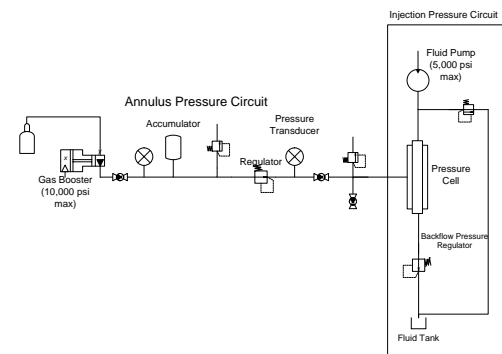 Injection Pressure Circuit
Fluid Pump
(5,000 psi
max)
Annulus Pressure Circuit
Accumulator
Pressure
Transducer
Regulator
x
Gas Booster
(10,000 psi
max)
Pressure
Cell
Backflow Pressure
Regulator
Fluid Tank